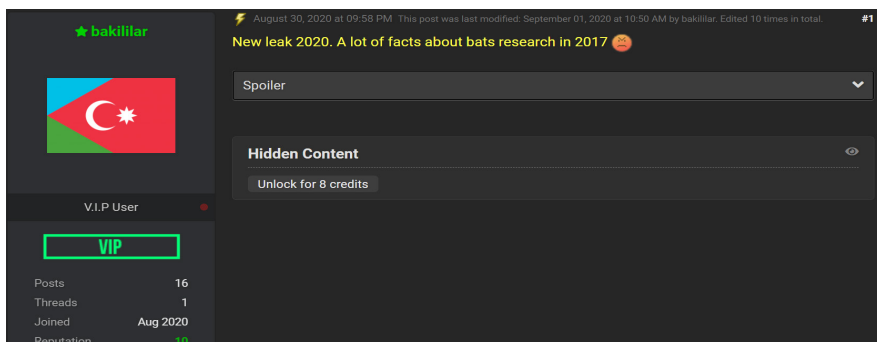 bakililar
V.I.P User
VIP
Posts 16
Threads 1
Joined Aug 2020
Reputation 10
August 30, 2020 at 09:58 PM This post was last modified: September 01, 2020 at 10:50 AM by bakililar. Edited 10 times in total. #1
New leak 2020. A lot of facts about bats research in 2017
Spoiler
Hidden Content
Unlock for 8 credits